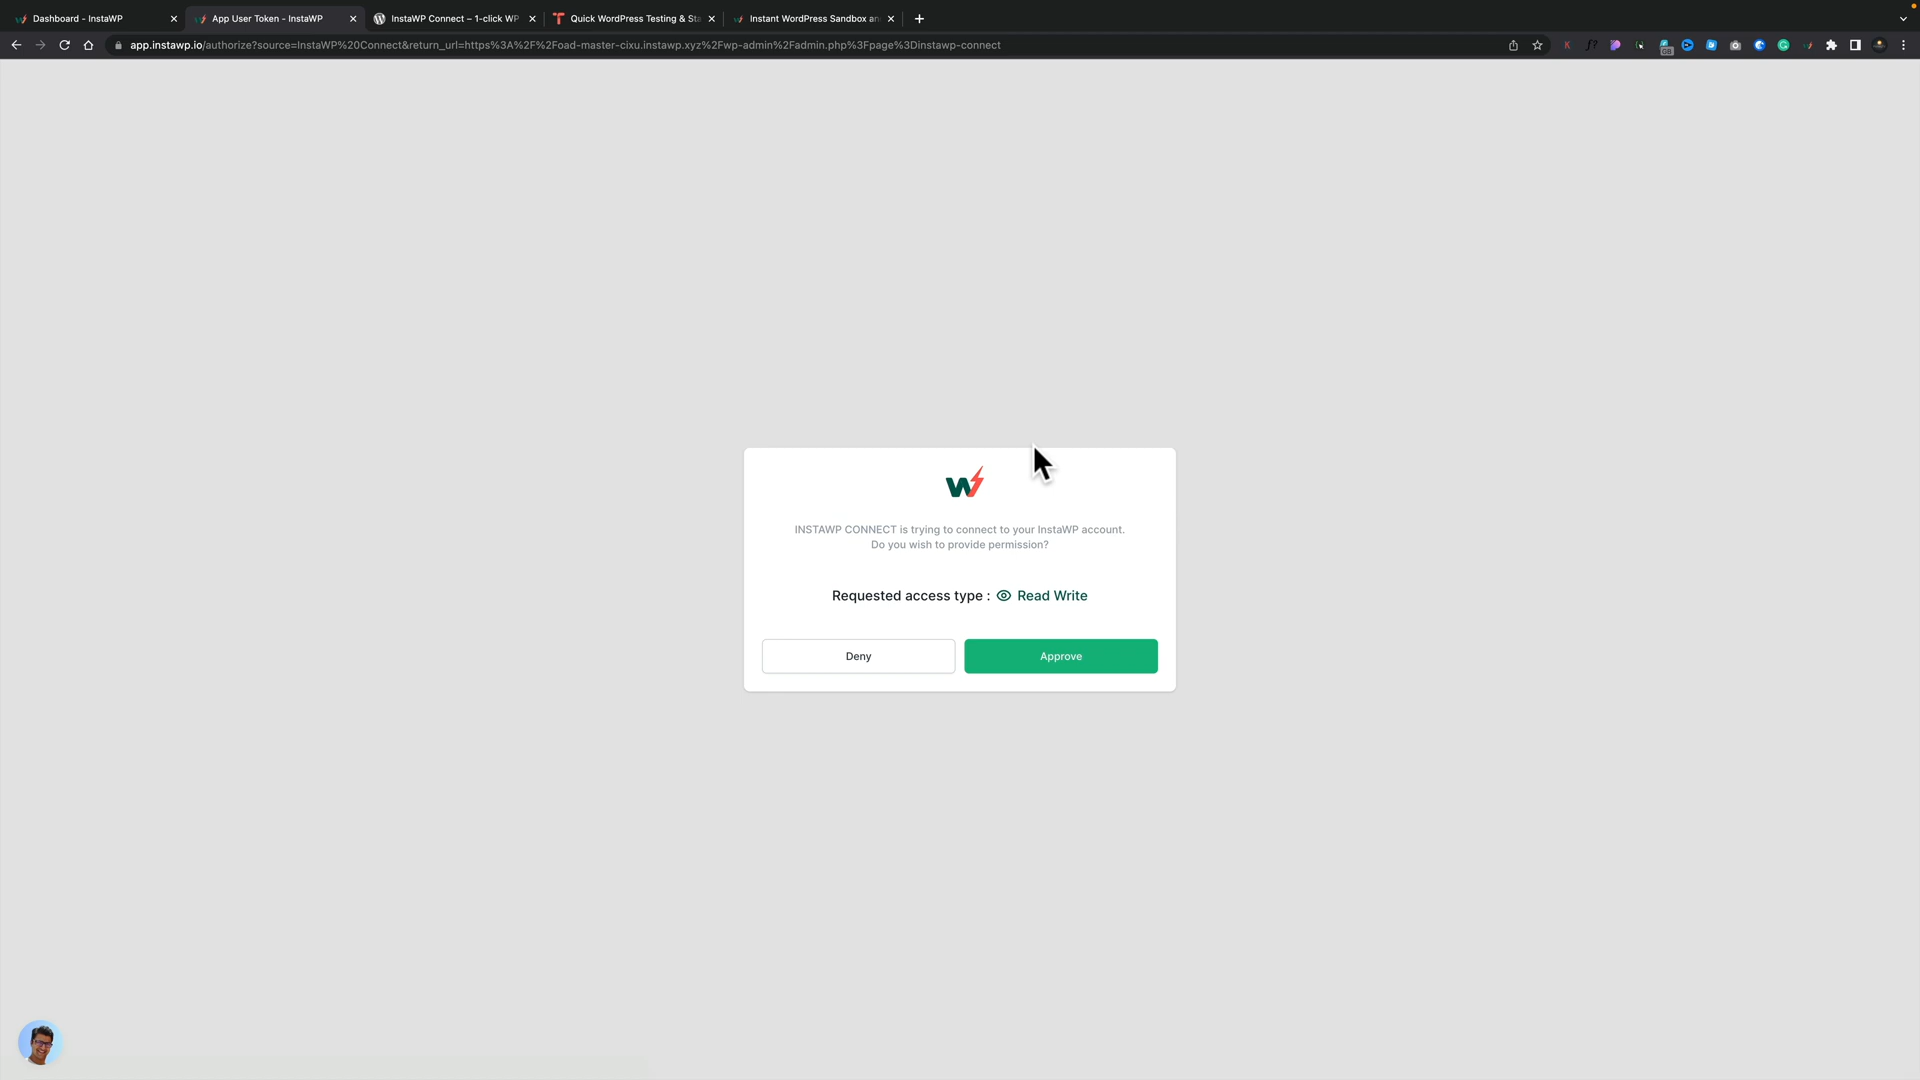 Dashboard - InstaWP
App User Token - InstaWP
InstaWP Connect – 1-click WP
Quick WordPress Testing & Sta
Instant WordPress Sandbox an
app.instawp.io/authorize?source=InstaWP%20Connect&return_url=https%3A%2F%2Foad-master-cixu.instawp.xyz%2Fwp-admin%2Fadmin.php%3Fpage%3Dinstawp-connect
INSTAWP CONNECT is trying to connect to your InstaWP account.
Do you wish to provide permission?
Requested access type : Read Write
Deny
Approve